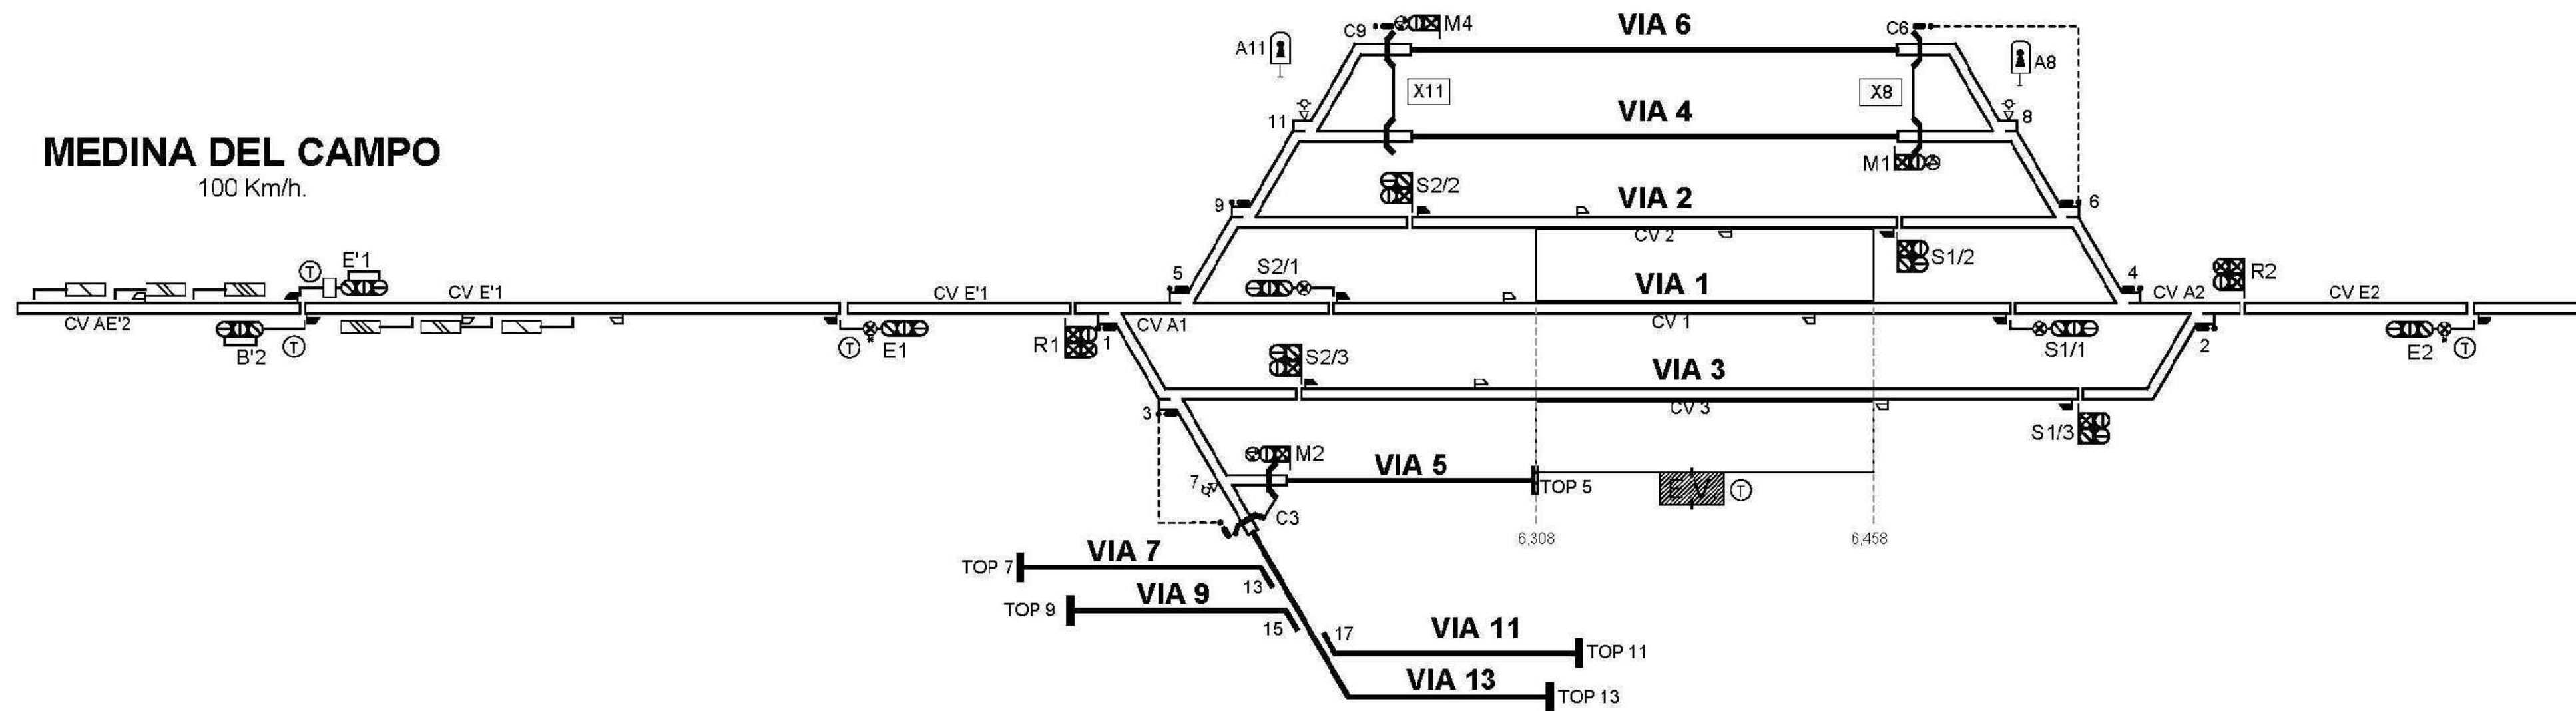 C9
M4
VIA 6
C6
A11
A8
X11
X8
VIA 4
11
8
MEDINA DEL CAMPO
100 Km/h.
M1
S2/2
VIA 2
9
6
CV 2
S1/2
E'1
T
S2/1
VIA 1
5
4
R2
CV E'1
CV E'1
CV A2
CV E2
CV AE'2
CV A1
CV 1
B'2
T
T
E1
R1
1
S1/1
2
E2
T
S2/3
VIA 3
3
CV 3
S1/3
M2
VIA 5
7
TOP 5
E.V.
T
C3
6,308
6,458
VIA 7
TOP 7
13
VIA 9
TOP 9
15
17
VIA 11
TOP 11
VIA 13
TOP 13